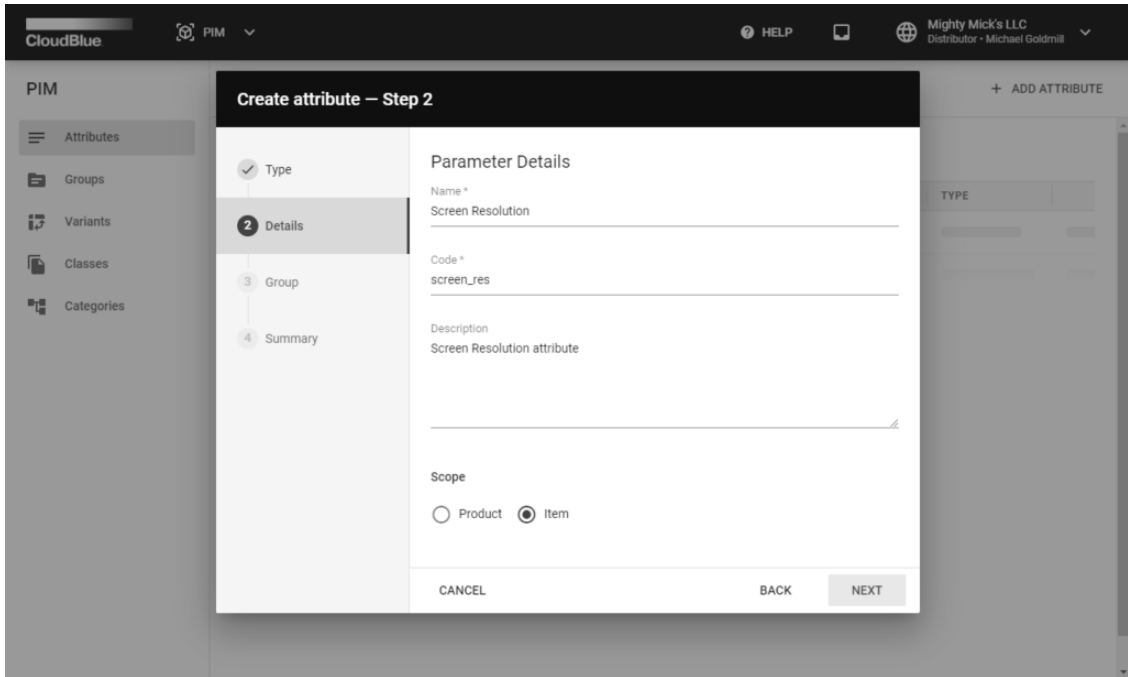 CloudBlue
PIM
HELP
Mighty Mick's LLC
Distributor • Michael Goldmill
PIM
+ ADD ATTRIBUTE
Attributes
Groups
Variants
Classes
Categories
TYPE
Create attribute — Step 2
Type
2 Details
3 Group
4 Summary
Parameter Details
Name *
Screen Resolution
Code *
screen_res
Description
Screen Resolution attribute
Scope
Product Item
CANCEL BACK NEXT